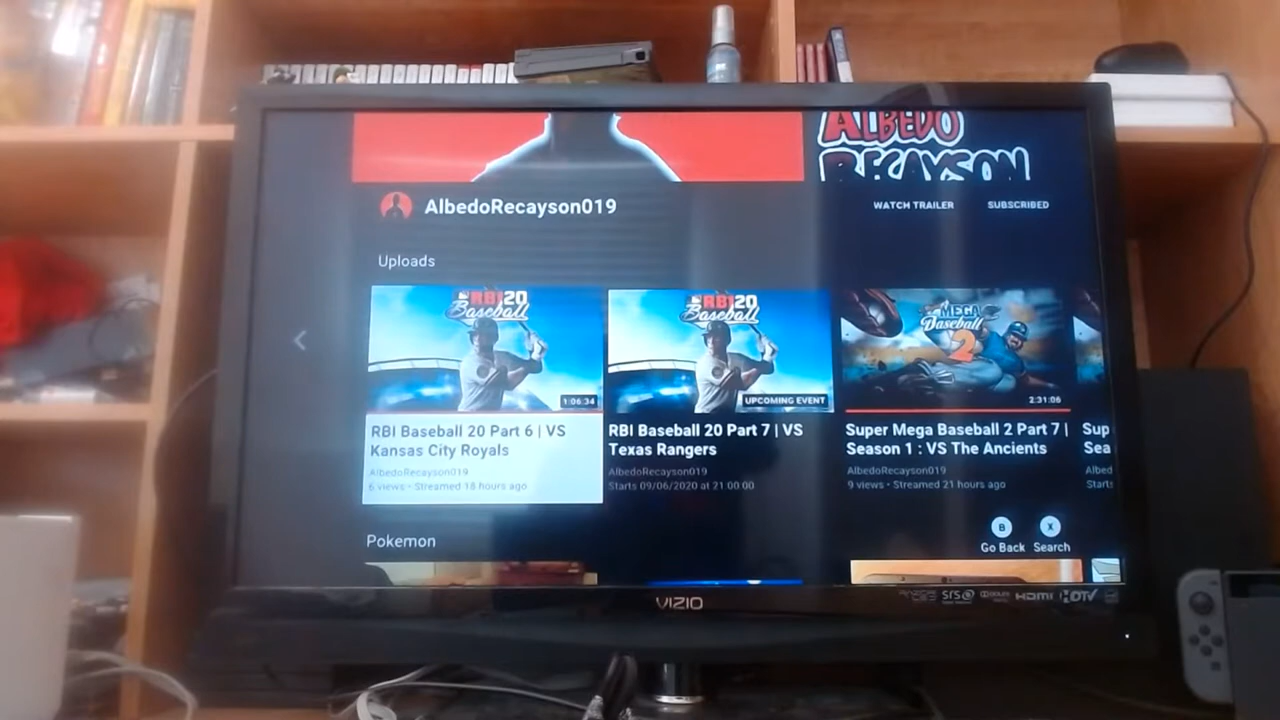 ALBEDO
RECAYSON
AlbedoRecayson019
WATCH TRAILER
SUBSCRIBED
Uploads
RBI20
Baseball
1:06:34
RBI Baseball 20 Part 6 | VS
Kansas City Royals
AlbedoRecayson019
6 views • Streamed 18 hours ago
RBI20
Baseball
UPCOMING EVENT
RBI Baseball 20 Part 7 | VS
Texas Rangers
AlbedoRecayson019
Starts 09/06/2020 at 21:00:00
MEGA
Baseball
2
2:31:06
Super Mega Baseball 2 Part 7 |
Season 1 : VS The Ancients
AlbedoRecayson019
9 views • Streamed 21 hours ago
Sup
Sea
Albed
Starts
B
X
Go Back
Search
Pokemon
VIZIO
SRS
HDMI
HDTV